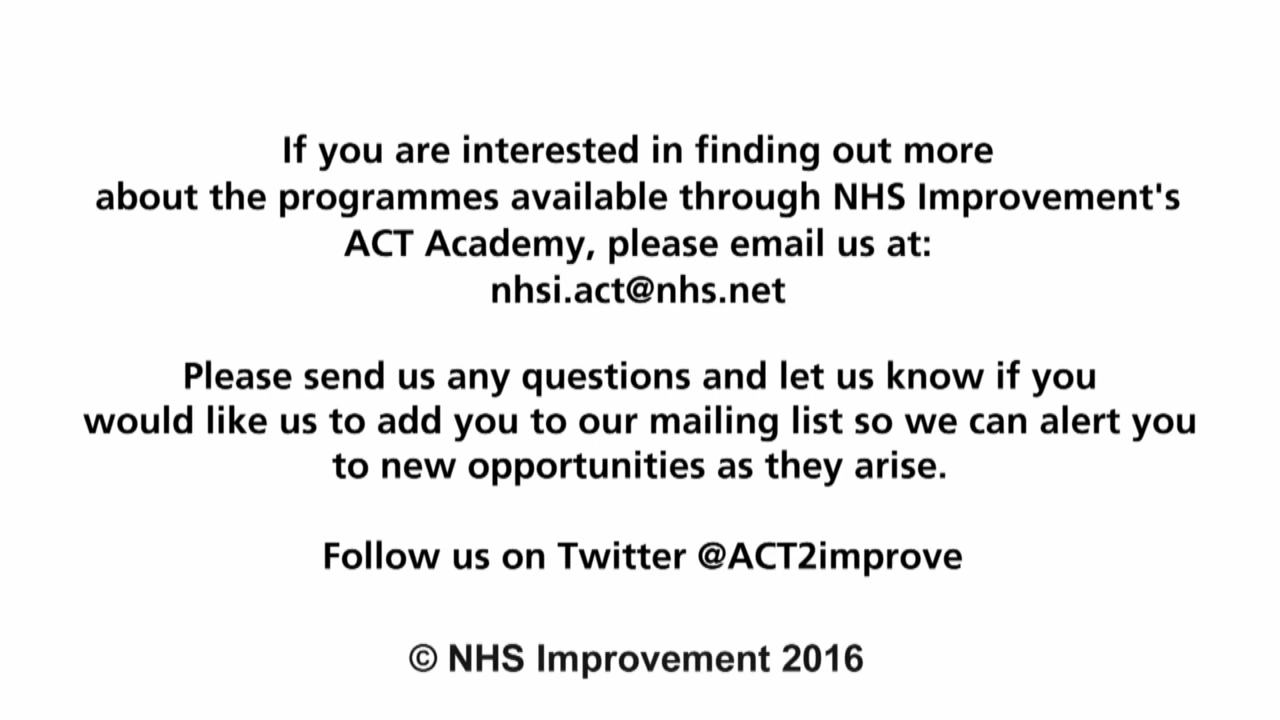 If you are interested in finding out more
about the programmes available through NHS Improvement's
ACT Academy, please email us at:
nhsi.act@nhs.net
Please send us any questions and let us know if you
would like us to add you to our mailing list so we can alert you
to new opportunities as they arise.
Follow us on Twitter @ACT2improve
© NHS Improvement 2016